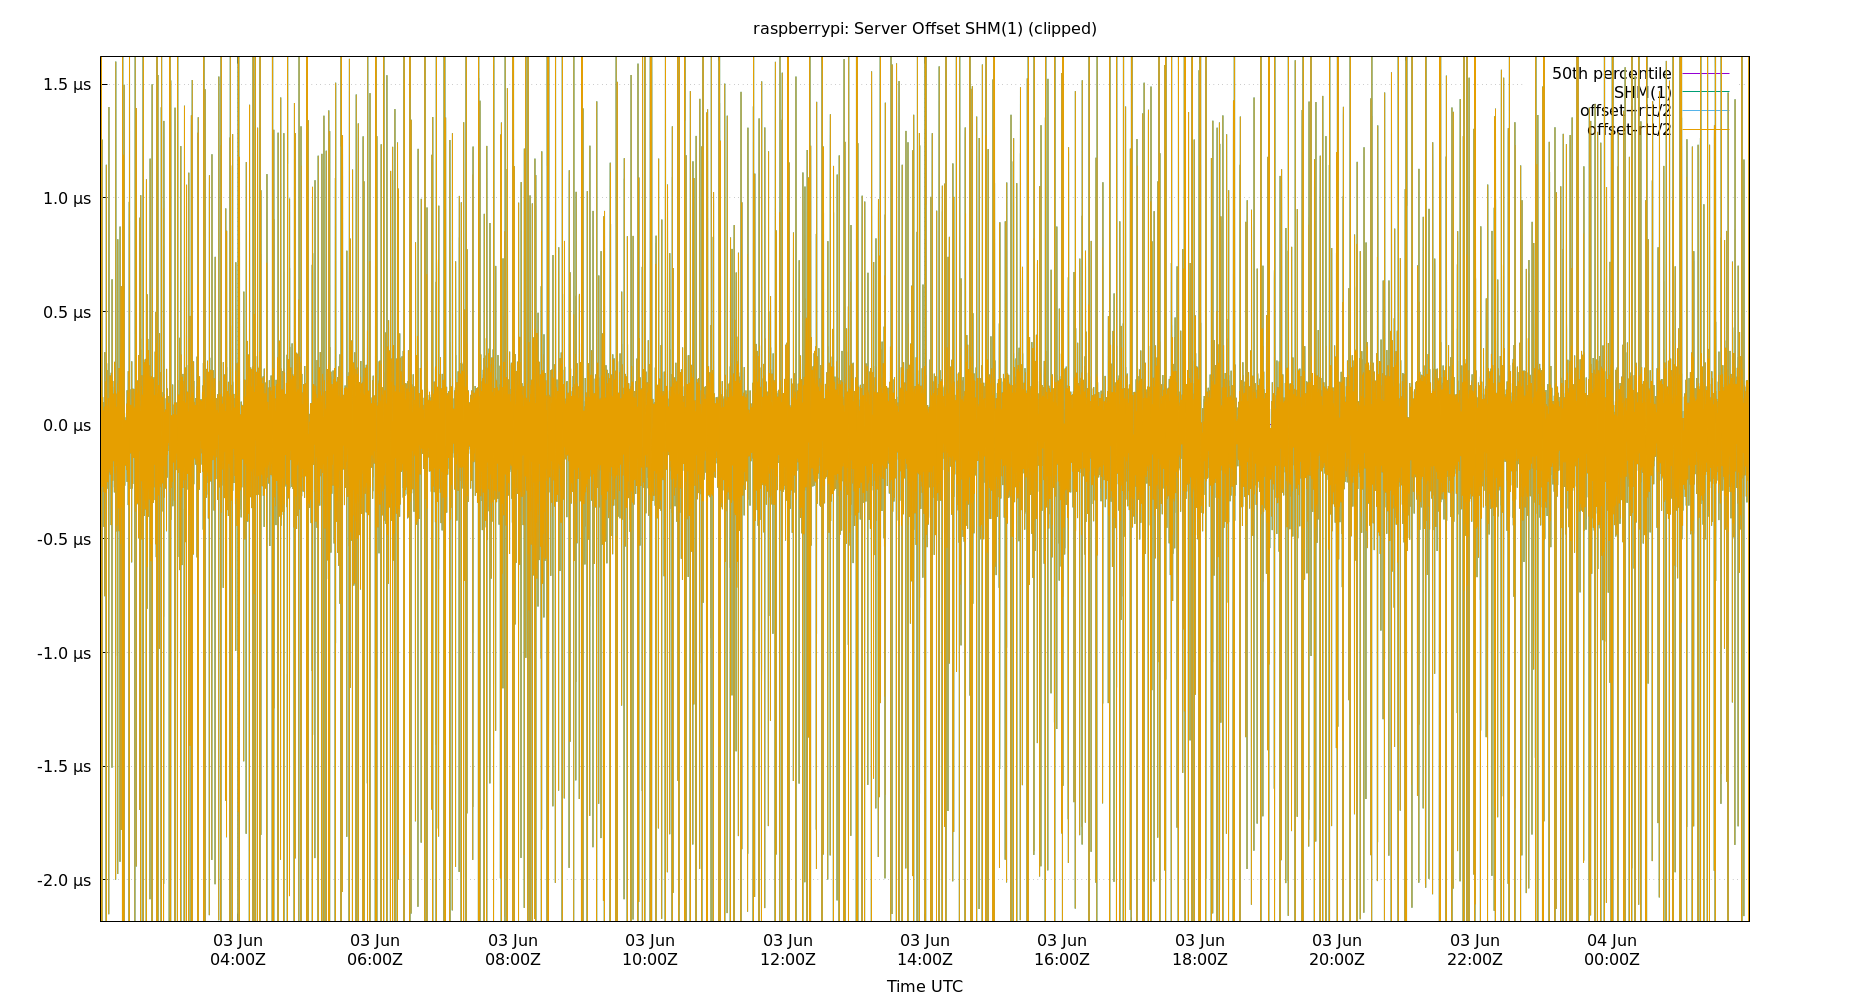 raspberrypi: Server Offset SHM(1) (clipped)
50th percentile
SHM(1)
offset+rtt/2
offset-rtt/2
1.5 µs
1.0 µs
0.5 µs
0.0 µs
-0.5 µs
-1.0 µs
-1.5 µs
-2.0 µs
03 Jun 03 Jun 03 Jun 03 Jun 03 Jun 03 Jun 03 Jun 03 Jun 03 Jun 03 Jun 04 Jun
04:00Z 06:00Z 08:00Z 10:00Z 12:00Z 14:00Z 16:00Z 18:00Z 20:00Z 22:00Z 00:00Z
Time UTC